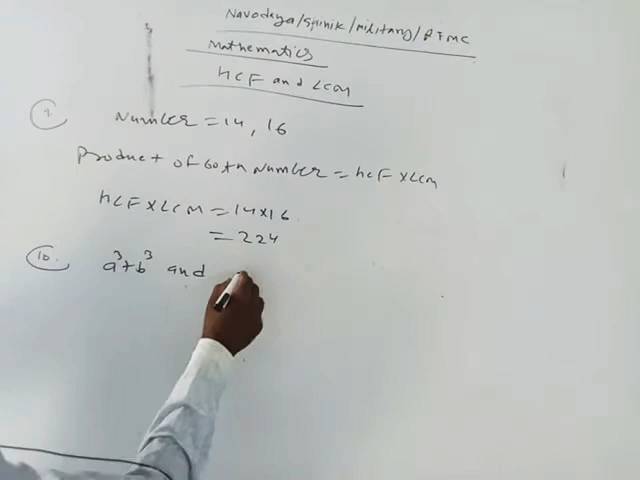 Navodaya/Sainik/military/RIMC
Mathematics
HCF and LCM
9. Number = 14, 16
Product of both Number = HCF x LCM
HCF x LCM = 14 x 16
= 224
10. a³+b³ and